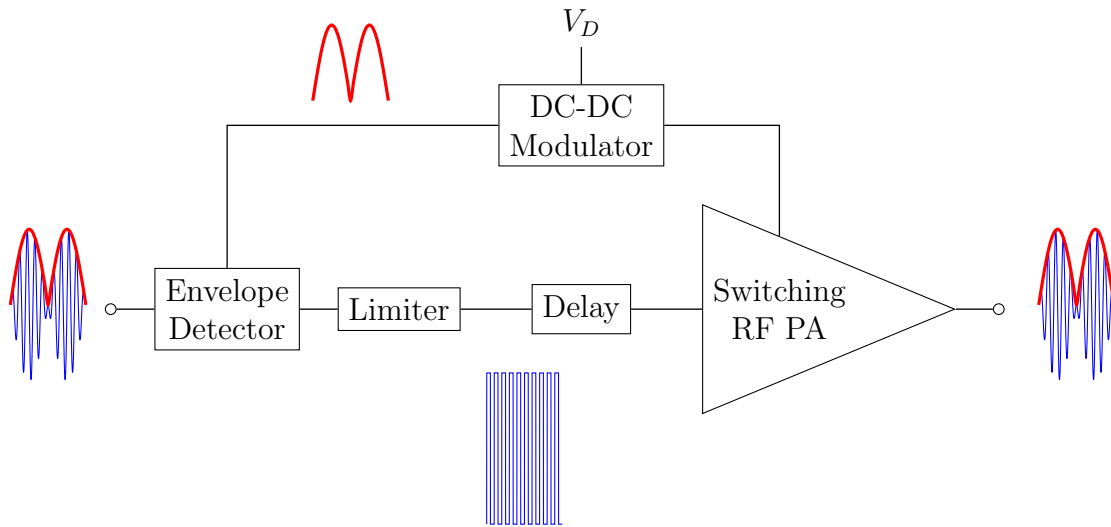 V_D
DC-DC
Modulator
Envelope
Detector
Limiter
Delay
Switching
RF PA